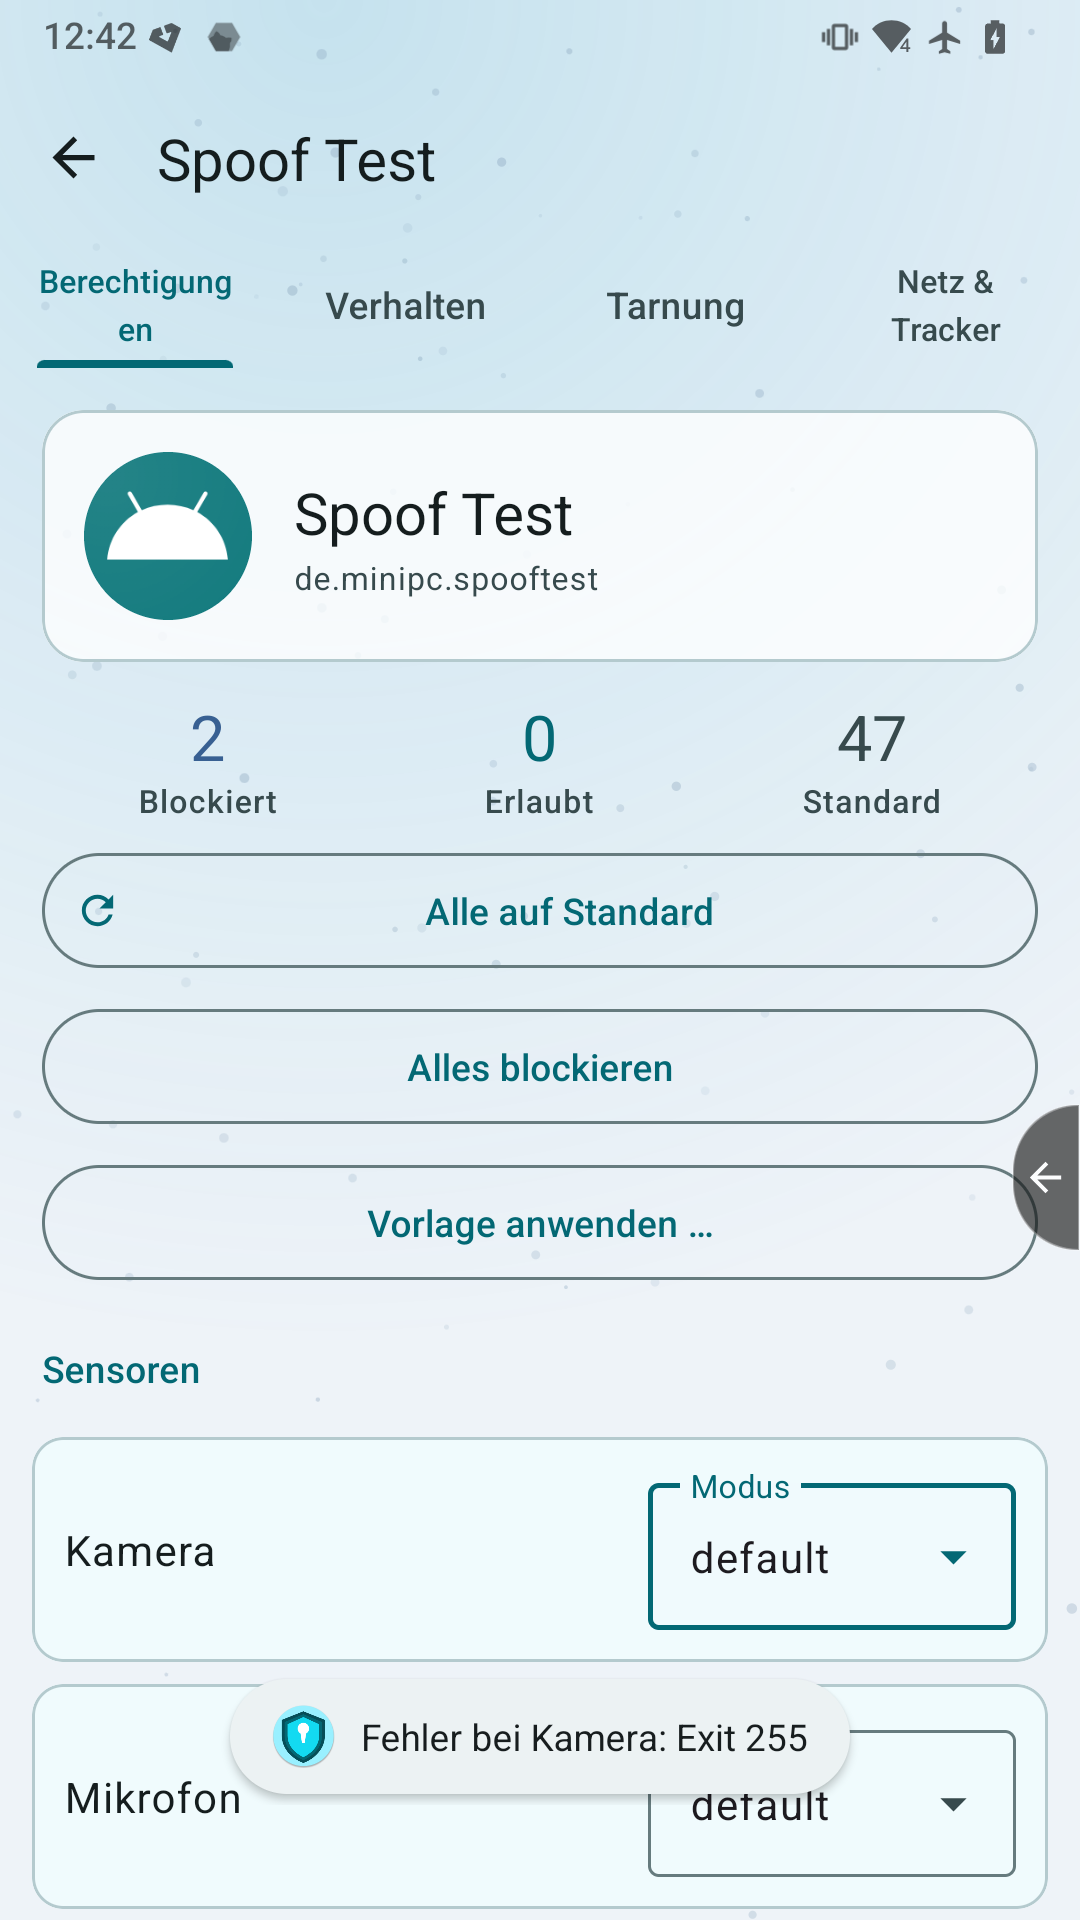 12:42
4
Spoof Test
Berechtigung
en
Verhalten
Tarnung
Netz &
Tracker
Spoof Test
de.minipc.spooftest
2
0
47
Blockiert
Erlaubt
Standard
Alle auf Standard
Alles blockieren
Vorlage anwenden ...
Sensoren
Modus
Kamera
default
Fehler bei Kamera: Exit 255
Mikrofon
default